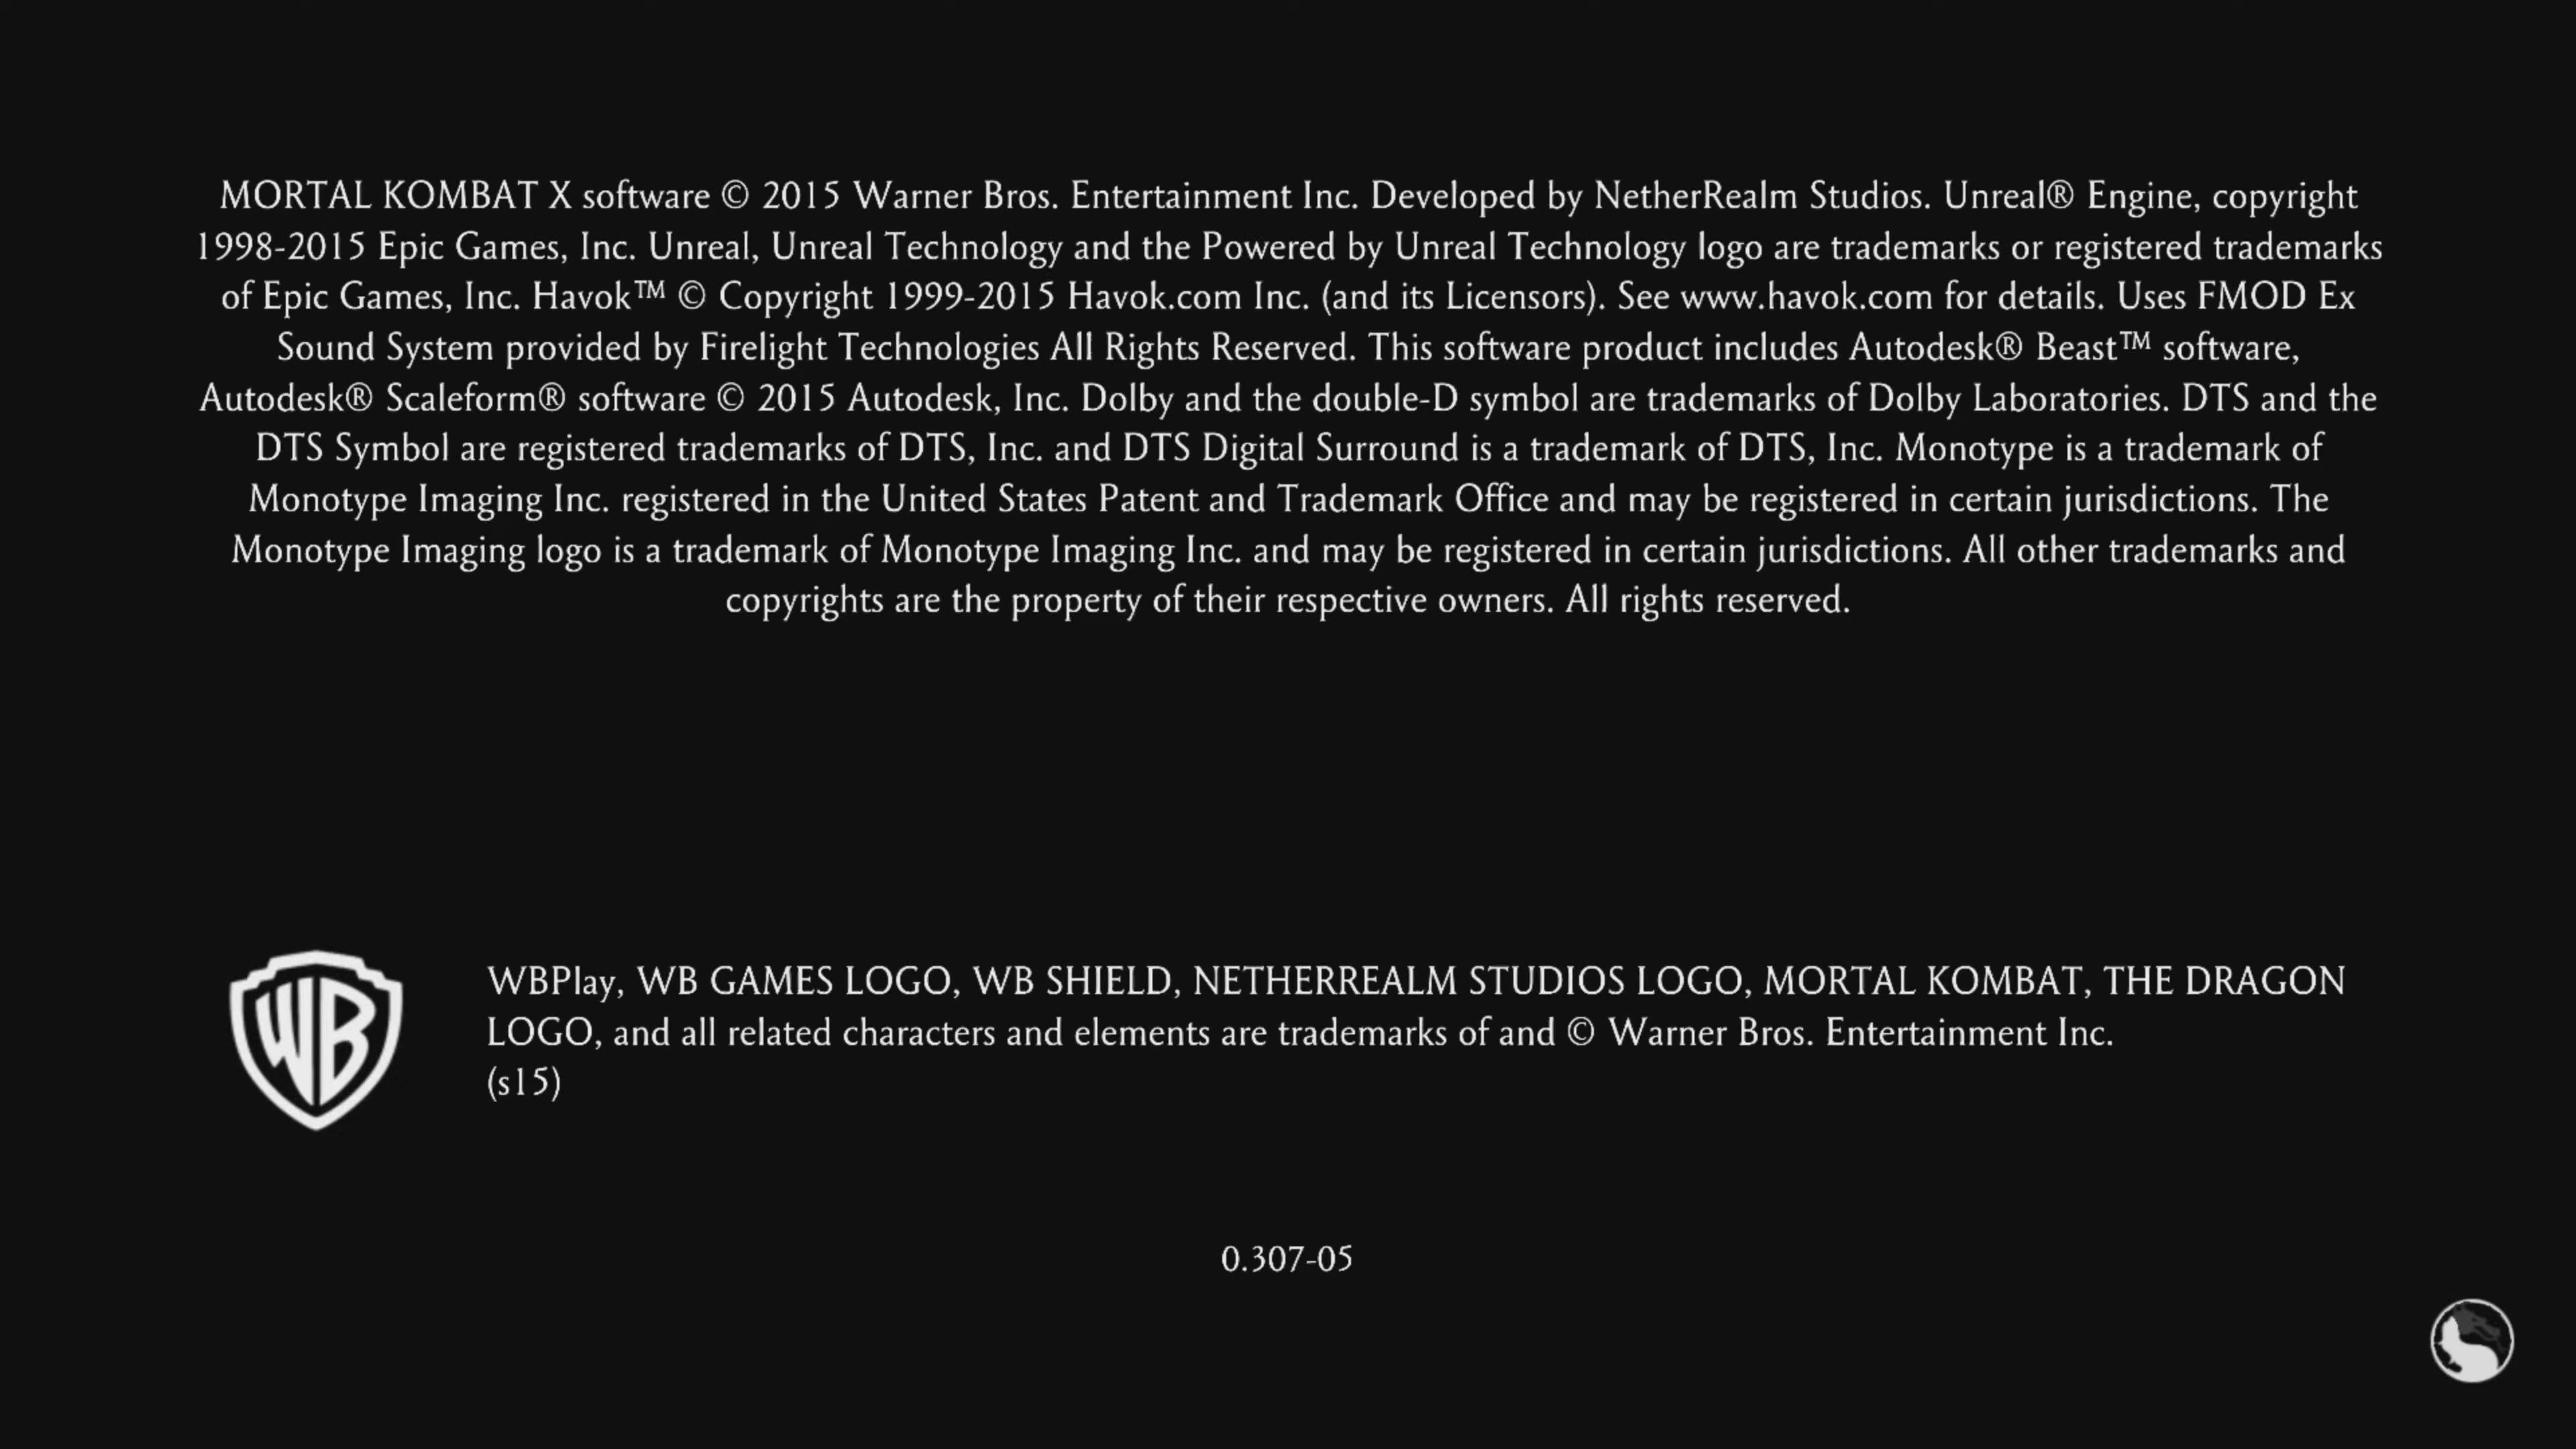 MORTAL KOMBAT X software © 2015 Warner Bros. Entertainment Inc. Developed by NetherRealm Studios. Unreal® Engine, copyright
1998-2015 Epic Games, Inc. Unreal, Unreal Technology and the Powered by Unreal Technology logo are trademarks or registered trademarks
of Epic Games, Inc. Havok™ © Copyright 1999-2015 Havok.com Inc. (and its Licensors). See www.havok.com for details. Uses FMOD Ex
Sound System provided by Firelight Technologies All Rights Reserved. This software product includes Autodesk® Beast™ software,
Autodesk® Scaleform® software © 2015 Autodesk, Inc. Dolby and the double-D symbol are trademarks of Dolby Laboratories. DTS and the
DTS Symbol are registered trademarks of DTS, Inc. and DTS Digital Surround is a trademark of DTS, Inc. Monotype is a trademark of
Monotype Imaging Inc. registered in the United States Patent and Trademark Office and may be registered in certain jurisdictions. The
Monotype Imaging logo is a trademark of Monotype Imaging Inc. and may be registered in certain jurisdictions. All other trademarks and
copyrights are the property of their respective owners. All rights reserved.
WB
WBPlay, WB GAMES LOGO, WB SHIELD, NETHERREALM STUDIOS LOGO, MORTAL KOMBAT, THE DRAGON
LOGO, and all related characters and elements are trademarks of and © Warner Bros. Entertainment Inc.
(s15)
0.307-05